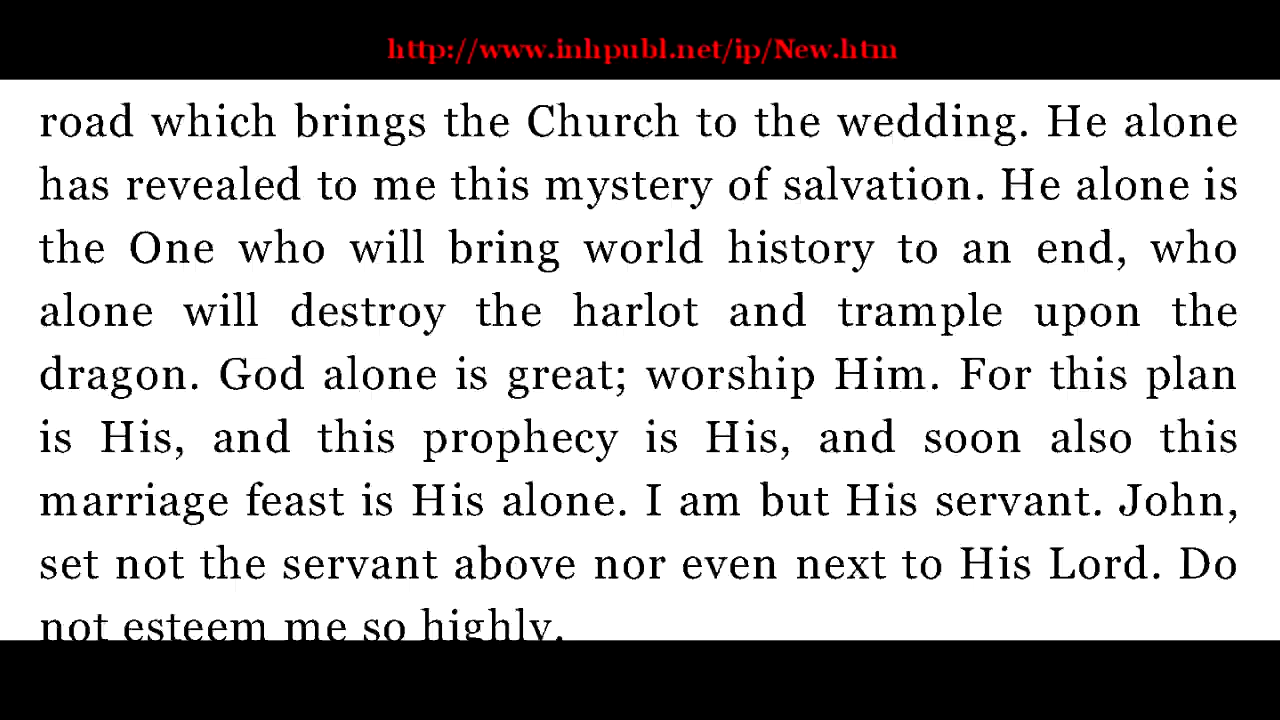 http://www.inhpubl.net/ip/New.htm
road which brings the Church to the wedding. He alone
has revealed to me this mystery of salvation. He alone is
the One who will bring world history to an end, who
alone will destroy the harlot and trample upon the
dragon. God alone is great; worship Him. For this plan
is His, and this prophecy is His, and soon also this
marriage feast is His alone. I am but His servant. John,
set not the servant above nor even next to His Lord. Do
not esteem me so highly.